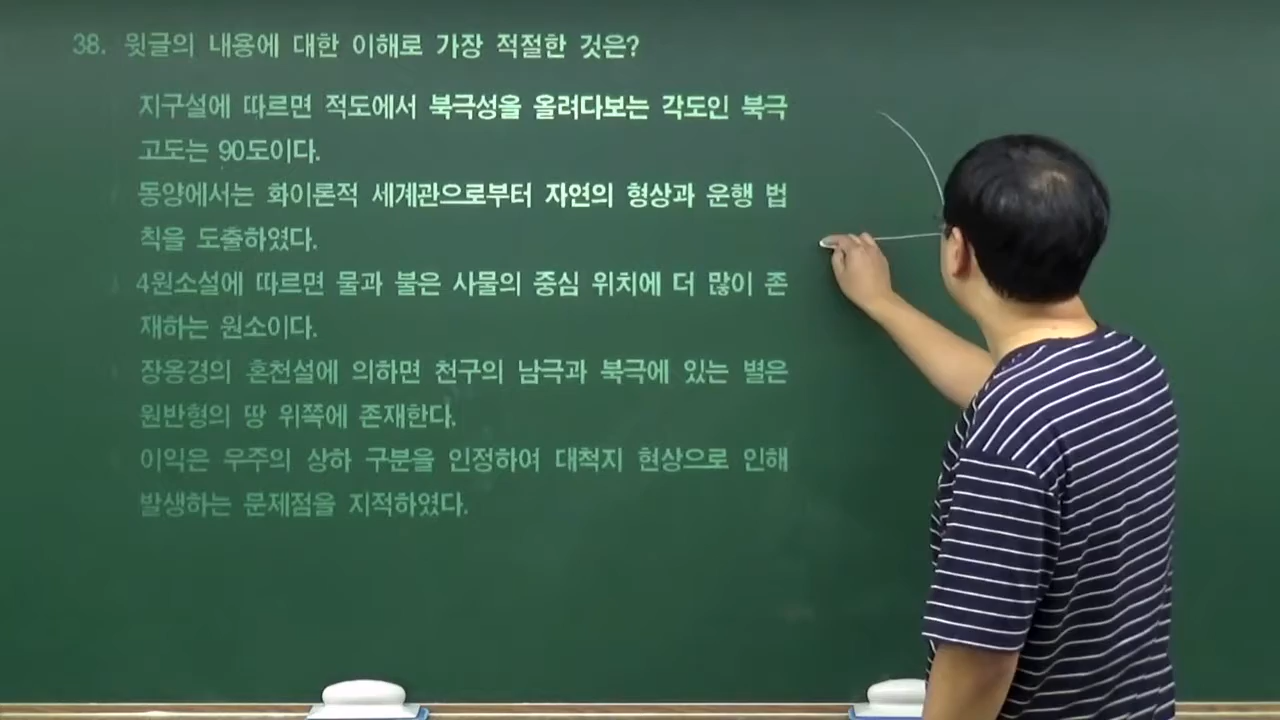 38. 윗글의 내용에 대한 이해로 가장 적절한 것은?
지구설에 따르면 적도에서 북극성을 올려다보는 각도인 북극
고도는 90도이다.
동양에서는 화이론적 세계관으로부터 자연의 형상과 운행 법
칙을 도출하였다.
4원소설에 따르면 물과 불은 사물의 중심 위치에 더 많이 존
재하는 원소이다.
장옹경의 혼천설에 의하면 천구의 남극과 북극에 있는 별은
원반형의 땅 위쪽에 존재한다.
이익은 우주의 상하 구분을 인정하여 대척지 현상으로 인해
발생하는 문제점을 지적하였다.